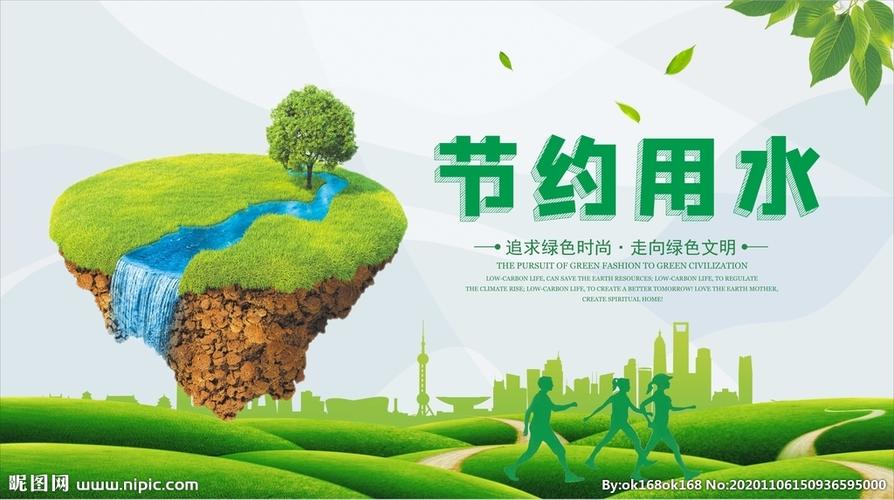 节约用水
追求绿色时尚·走向绿色文明
THE PURSUIT OF GREEN FASHION TO GREEN CIVILIZATION
LOW-CARBON LIFE, CAN SAVE THE EARTH RESOURCES; LOW-CARBON LIFE, TO REGULATE
THE CLIMATE RISE; LOW-CARBON LIFE, TO CREATE A BETTER TOMORROW! LOVE THE EARTH MOTHER,
CREATE SPIRITUAL HOME!
昵图网 www.nipic.com
By:ok168ok168 No:20201106150936595000